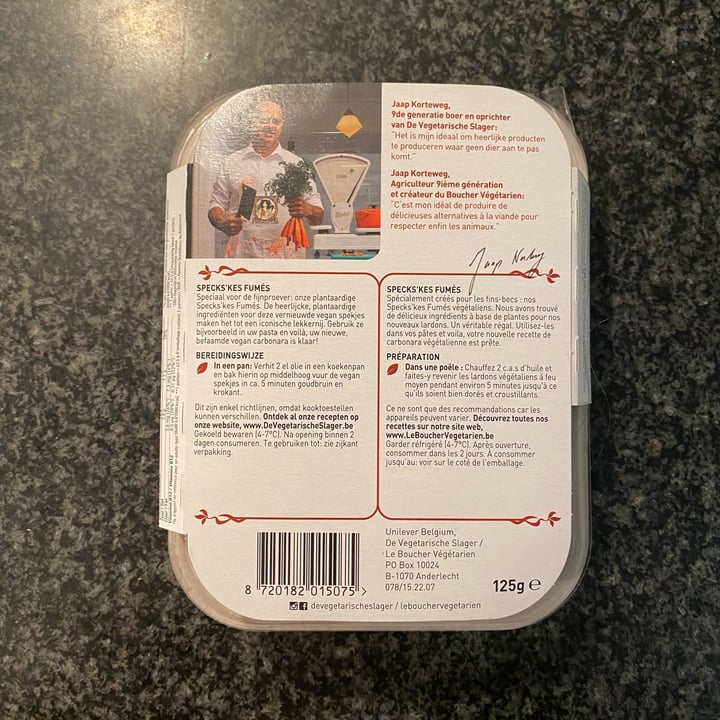 Jaap Korteweg,
9de generatie boer en oprichter
van De Vegetarische Slager:
"Het is mijn ideaal om heerlijke producten
te produceren waar geen dier aan te pas
komt."
Jaap Korteweg,
Agriculteur 9ième génération
et créateur du Boucher Végétarien:
"C'est mon idéal de produire de
délicieuses alternatives à la viande pour
respecter enfin les animaux."
SPECKS'KES FUMÉS
Speciaal voor de fijnproever: onze plantaardige
Specks'kes Fumés. De heerlijke, plantaardige
ingrediënten voor deze vernieuwde vegan spekjes
maken het tot een iconische lekkernij. Gebruik ze
bijvoorbeeld in uw pasta en voilà, uw nieuwe,
befaamde vegan carbonara is klaar!
BEREIDINGSWIJZE
In een pan: Verhit 2 el olie in een koekenpan
en bak hierin op middelhoog vuur de vegan
spekjes in ca. 5 minuten goudbruin en
krokant.
Dit zijn enkel richtlijnen, omdat kooktoestellen
kunnen verschillen. Ontdek al onze recepten op
onze website, www.DeVegetarischeSlager.be
Gekoeld bewaren (4-7°C). Na opening binnen 2
dagen consumeren. Te gebruiken tot: zie zijkant
verpakking.
SPECKS'KES FUMÉS
Spécialement créés pour les fins-becs : nos
Specks'kes Fumés végétaliens. Nous avons trouvé
de délicieux ingrédients à base de plantes pour nos
nouveaux lardons. Un véritable régal. Utilisez-les
dans vos pâtes et voilà, votre nouvelle recette de
carbonara végétalienne est prête.
PRÉPARATION
Dans une poêle : Chauffez 2 c.a.s d'huile et
faites-y revenir les lardons végétaliens à feu
moyen pendant environ 5 minutes jusqu'à ce
qu'ils soient bien dorés et croustillants.
Ce ne sont que des recommandations car les
appareils peuvent varier. Découvrez toutes nos
recettes sur notre site web,
www.LeBoucherVegetarien.be
Garder réfrigéré (4-7°C). Après ouverture,
consommer dans les 2 jours. À consommer
jusqu'au: voir sur le coté de l'emballage.
Unilever Belgium,
De Vegetarische Slager /
Le Boucher Végétarien
PO Box 10024
B-1070 Anderlecht
078/15.22.07
125g e
8 720182 015075 >
devegetarischeslager / lebouchervegetarien